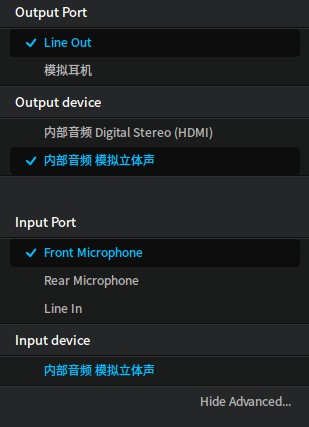 Output Port
Line Out
模拟耳机
Output device
内部音频 Digital Stereo (HDMI)
内部音频 模拟立体声
Input Port
Front Microphone
Rear Microphone
Line In
Input device
内部音频 模拟立体声
Hide Advanced...